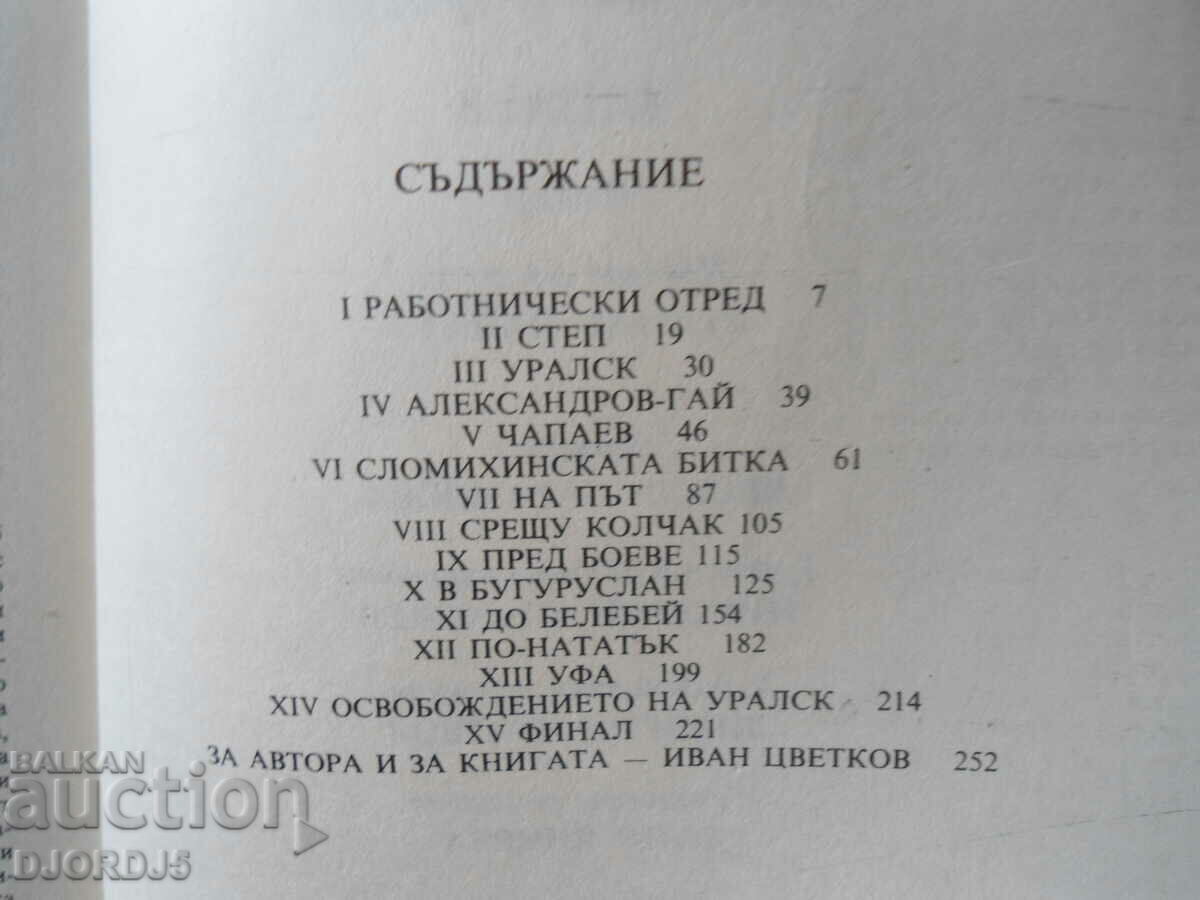 СЪДЪРЖАНИЕ
I РАБОТНИЧЕСКИ ОТРЕД 7
II СТЕП 19
III УРАЛСК 30
IV АЛЕКСАНДРОВ-ГАЙ 39
V ЧАПАЕВ 46
VI СЛОМИХИНСКАТА БИТКА 61
VII НА ПЪТ 87
VIII СРЕЩУ КОЛЧАК 105
IX ПРЕД БОЕВЕ 115
X В БУГУРУСЛАН 125
XI ДО БЕЛЕБЕЙ 154
XII ПО-НАТАТЪК 182
XIII УФА 199
XIV ОСВОБОЖДЕНИЕТО НА УРАЛСК 214
XV ФИНАЛ 221
ЗА АВТОРА И ЗА КНИГАТА — ИВАН ЦВЕТКОВ 252
BALKAN
auction
DJORDJ5